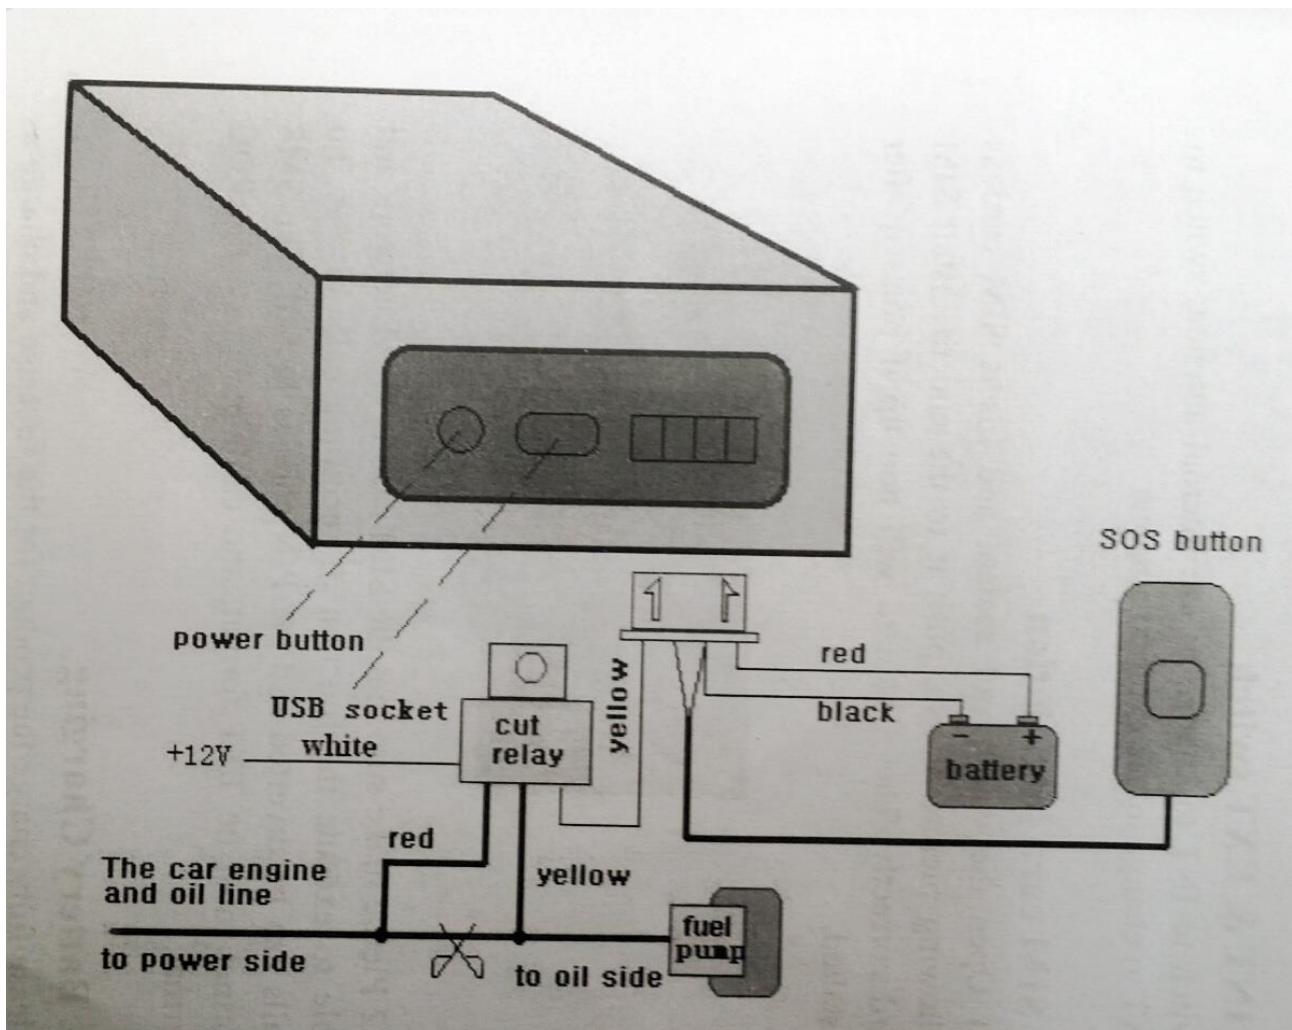 SOS button
power button
USB socket
+12V
white
cut
relay
yellow
red
black
- +
battery
red
yellow
The car engine
and oil line
to power side
to oil side
fuel
pump